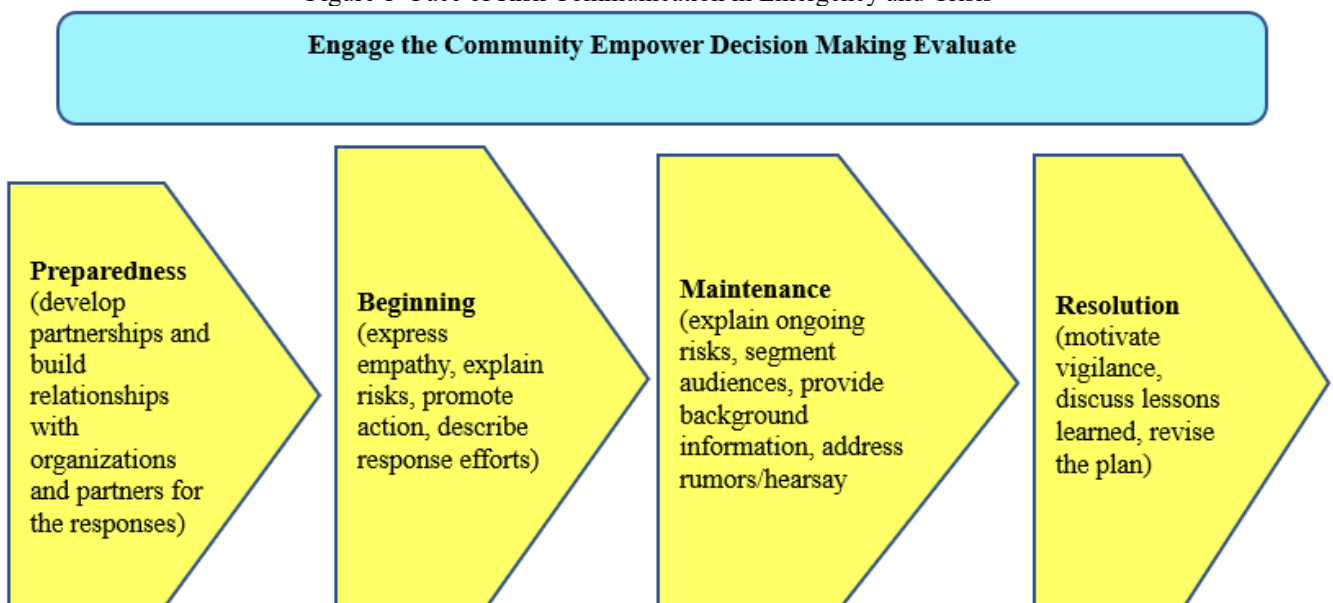 Engage the Community Empower Decision Making Evaluate
Preparedness
(develop
partnerships and
build
relationships
with
organizations
and partners for
the responses)
Beginning
(express
empathy, explain
risks, promote
action, describe
response efforts)
Maintenance
(explain ongoing
risks, segment
audiences, provide
background
information, address
rumors/hearsay
Resolution
(motivate
vigilance,
discuss lessons
learned, revise
the plan)